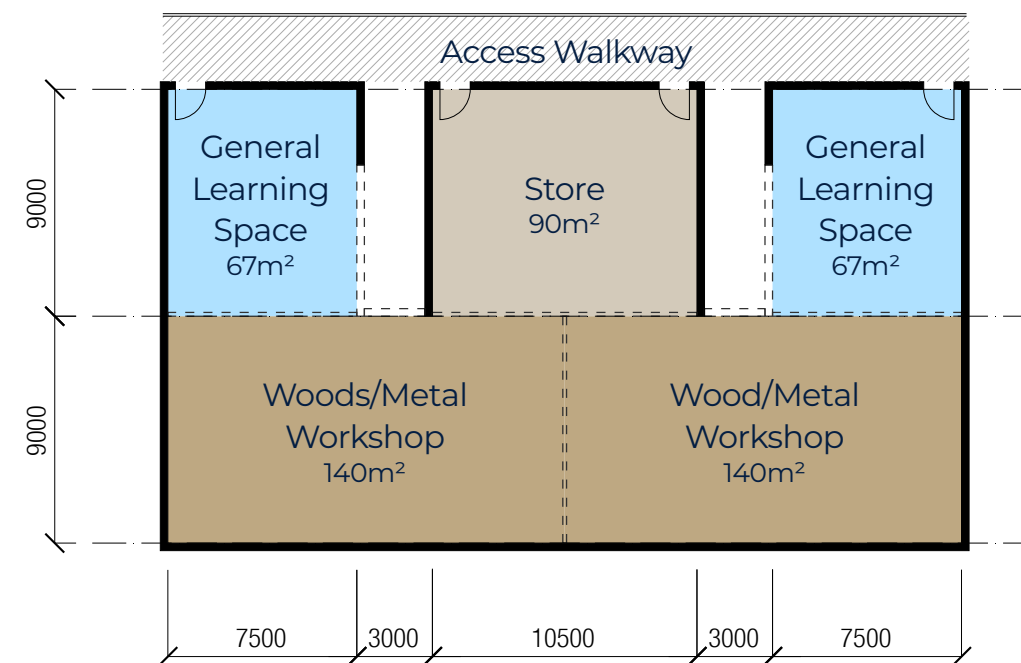 Access Walkway
General
Learning
Space
67m²
Store
90m²
General
Learning
Space
67m²
9000
Woods/Metal
Workshop
140m²
Wood/Metal
Workshop
140m²
9000
7500
3000
10500
3000
7500